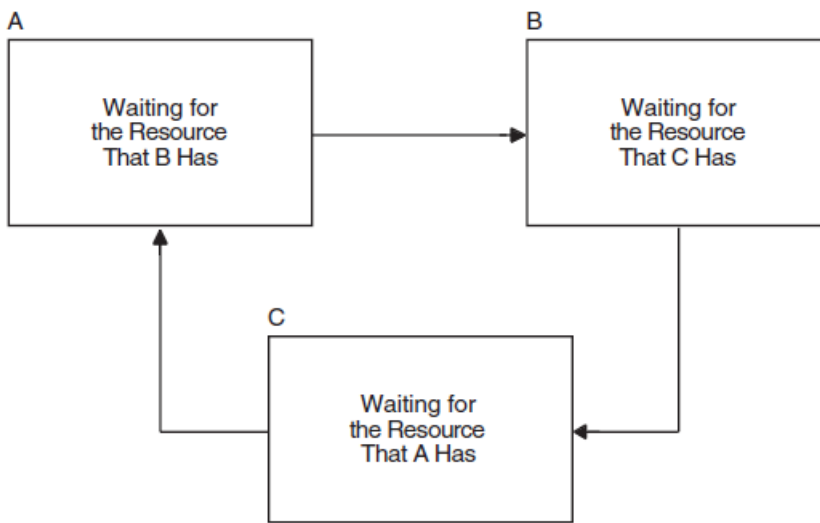 A
Waiting for
the Resource
That B Has
B
Waiting for
the Resource
That C Has
C
Waiting for
the Resource
That A Has